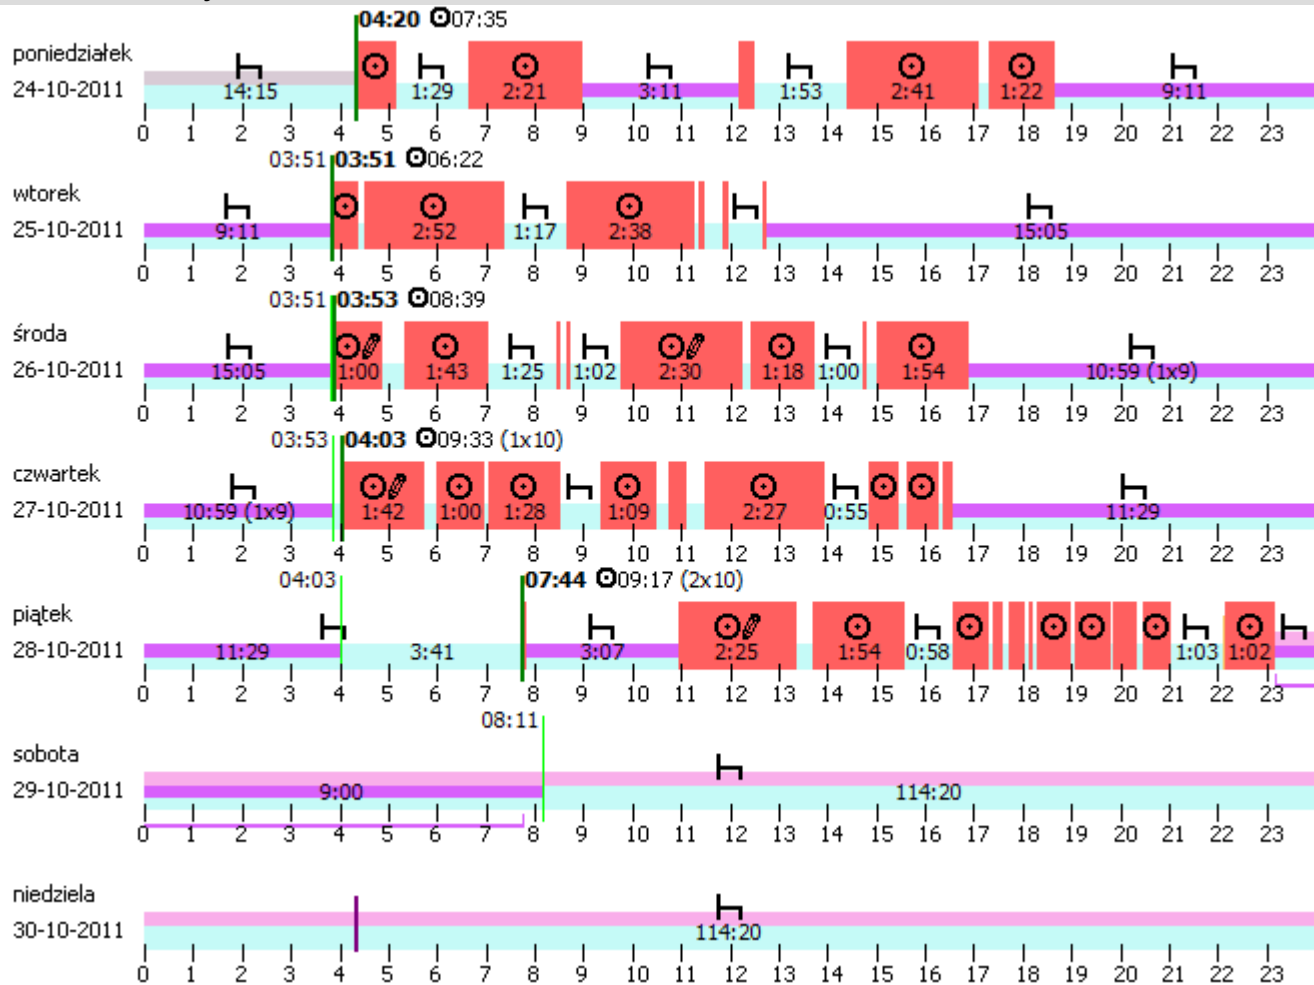 04:20 07:35
poniedziałek
24-10-2011 14:15 1:29 2:21 3:11 1:53 2:41 1:22 9:11
0 1 2 3 4 5 6 7 8 9 10 11 12 13 14 15 16 17 18 19 20 21 22 23
03:51 03:51 06:22
wtorek
25-10-2011 9:11 2:52 1:17 2:38 15:05
0 1 2 3 4 5 6 7 8 9 10 11 12 13 14 15 16 17 18 19 20 21 22 23
03:51 03:53 08:39
środa
26-10-2011 15:05 1:00 1:43 1:25 1:02 2:30 1:18 1:00 1:54 10:59 (1x9)
0 1 2 3 4 5 6 7 8 9 10 11 12 13 14 15 16 17 18 19 20 21 22 23
03:53 04:03 09:33 (1x10)
czwartek
27-10-2011 10:59 (1x9) 1:42 1:00 1:28 1:09 2:27 0:55 11:29
0 1 2 3 4 5 6 7 8 9 10 11 12 13 14 15 16 17 18 19 20 21 22 23
04:03 07:44 09:17 (2x10)
piątek
28-10-2011 11:29 3:41 3:07 2:25 1:54 0:58 1:03 1:02
0 1 2 3 4 5 6 7 8 9 10 11 12 13 14 15 16 17 18 19 20 21 22 23
08:11
sobota
29-10-2011 9:00 114:20
0 1 2 3 4 5 6 7 8 9 10 11 12 13 14 15 16 17 18 19 20 21 22 23
niedziela
30-10-2011 114:20
0 1 2 3 4 5 6 7 8 9 10 11 12 13 14 15 16 17 18 19 20 21 22 23